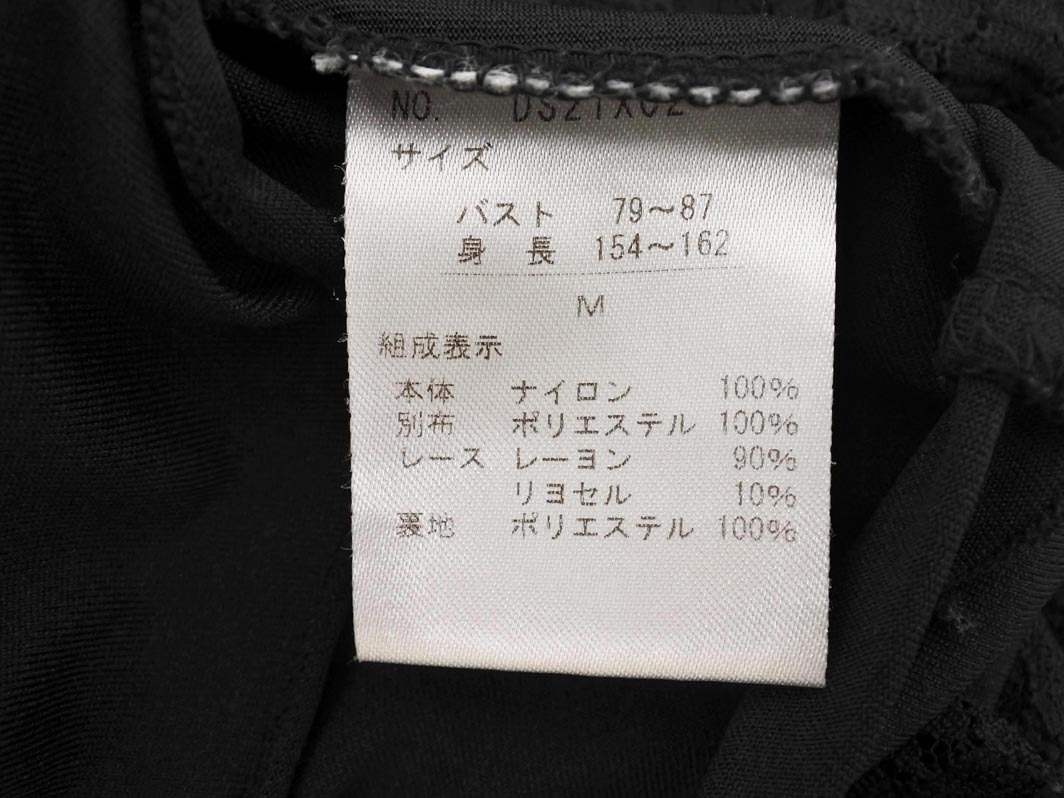 NO. DS21X02
サイズ
バスト 79～87
身 長 154～162
M
組成表示
本体 ナイロン 100%
別布 ポリエステル 100%
レース レーヨン 90%
リヨセル 10%
裏地 ポリエステル 100%